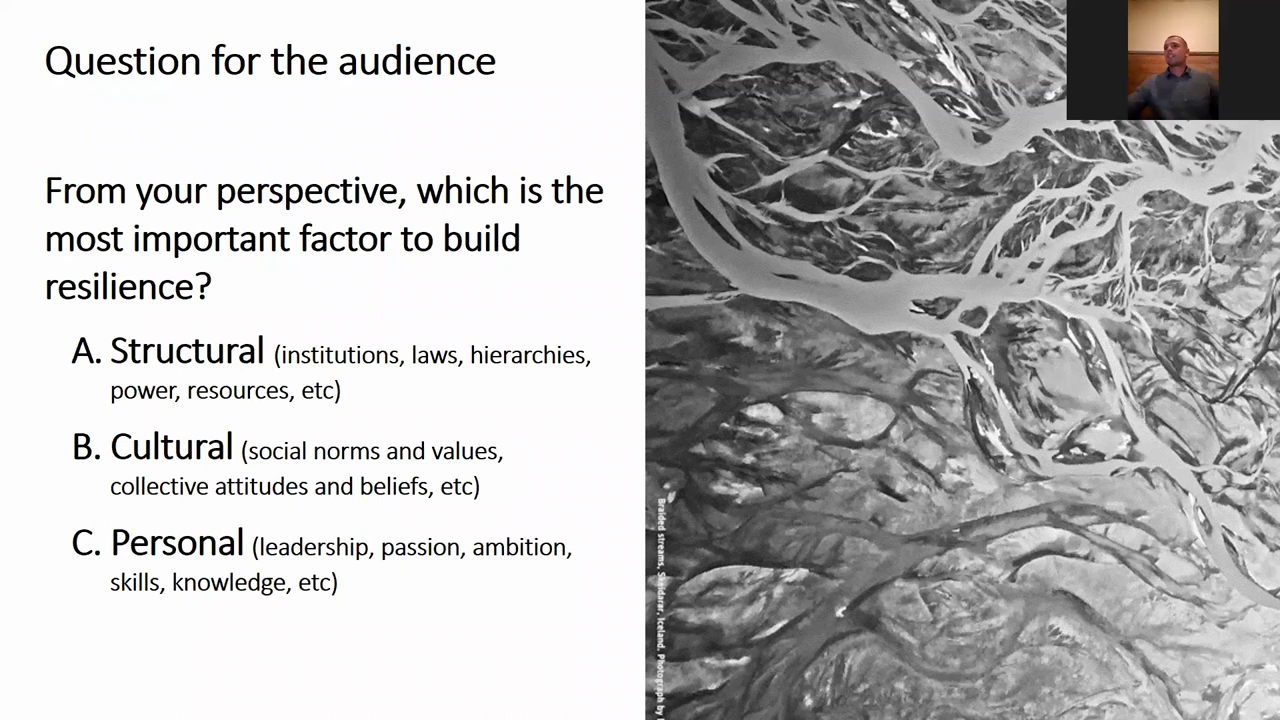 Question for the audience
From your perspective, which is the
most important factor to build
resilience?
A. Structural (institutions, laws, hierarchies,
power, resources, etc)
B. Cultural (social norms and values,
collective attitudes and beliefs, etc)
C. Personal (leadership, passion, ambition,
skills, knowledge, etc)
Braided streams, Iceland. Photograph by